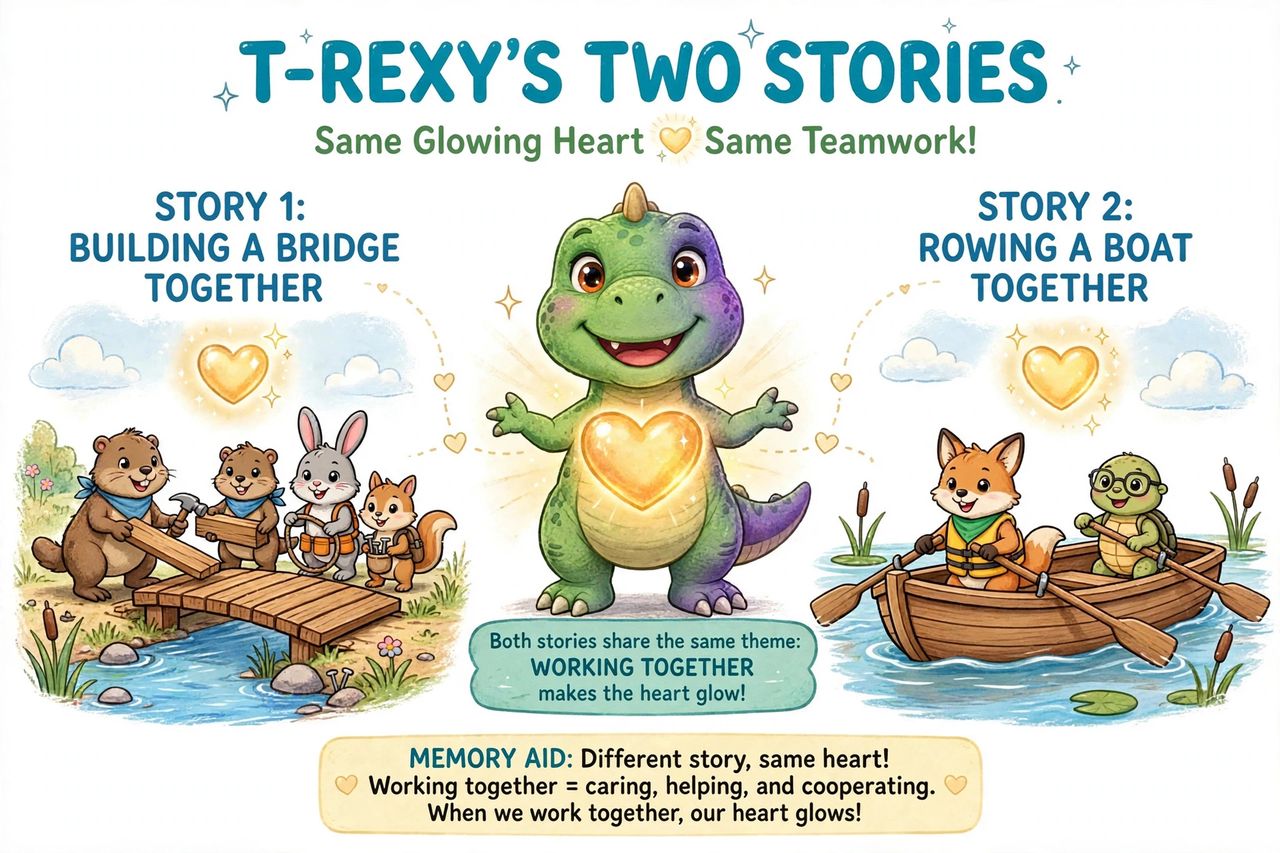 T-REXY'S TWO STORIES
Same Glowing Heart Same Teamwork!
STORY 1:
BUILDING A BRIDGE
TOGETHER
STORY 2:
ROWING A BOAT
TOGETHER
Both stories share the same theme:
WORKING TOGETHER
makes the heart glow!
MEMORY AID: Different story, same heart!
Working together = caring, helping, and cooperating.
When we work together, our heart glows!